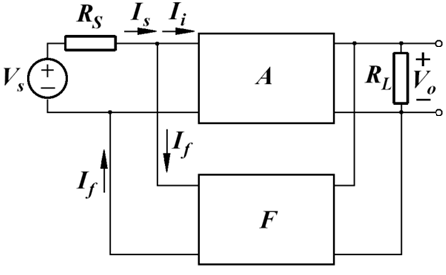 R_S
I_s
I_i
V_s
+
−
A
R_L
+
V_o
−
I_f
I_f
F